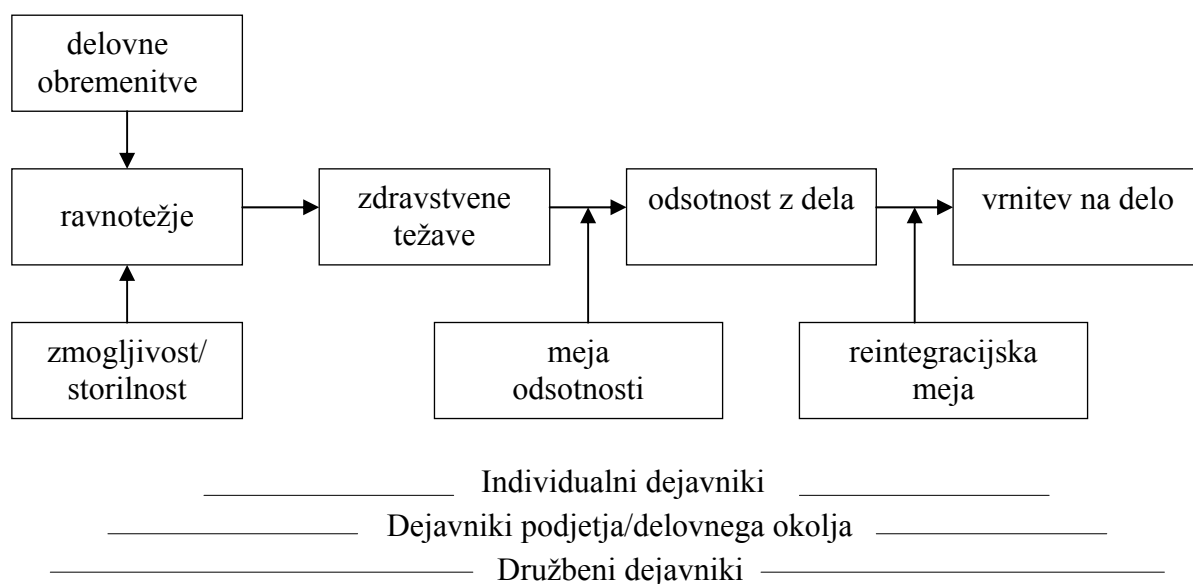 delovne
obremenitve
ravnotežje
zdravstvene
težave
odsotnost z dela
vrnitev na delo
zmogljivost/
storilnost
meja
odsotnosti
reintegracijska
meja
Individualni dejavniki
Dejavniki podjetja/delovnega okolja
Družbeni dejavniki